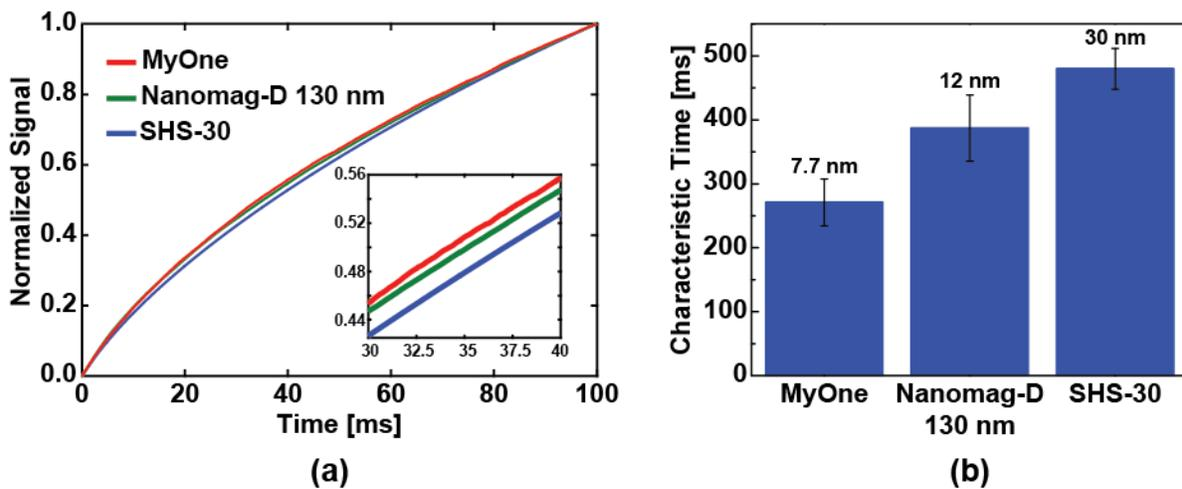 Normalized Signal
1.0
0.8
0.6
0.4
0.2
0.0
MyOne
Nanomag-D 130 nm
SHS-30
0.56
0.52
0.48
0.44
30 32.5 35 37.5 40
0 20 40 60 80 100
Time [ms]
(a)
Characteristic Time [ms]
500
400
300
200
100
0
7.7 nm
12 nm
30 nm
MyOne Nanomag-D SHS-30
130 nm
(b)